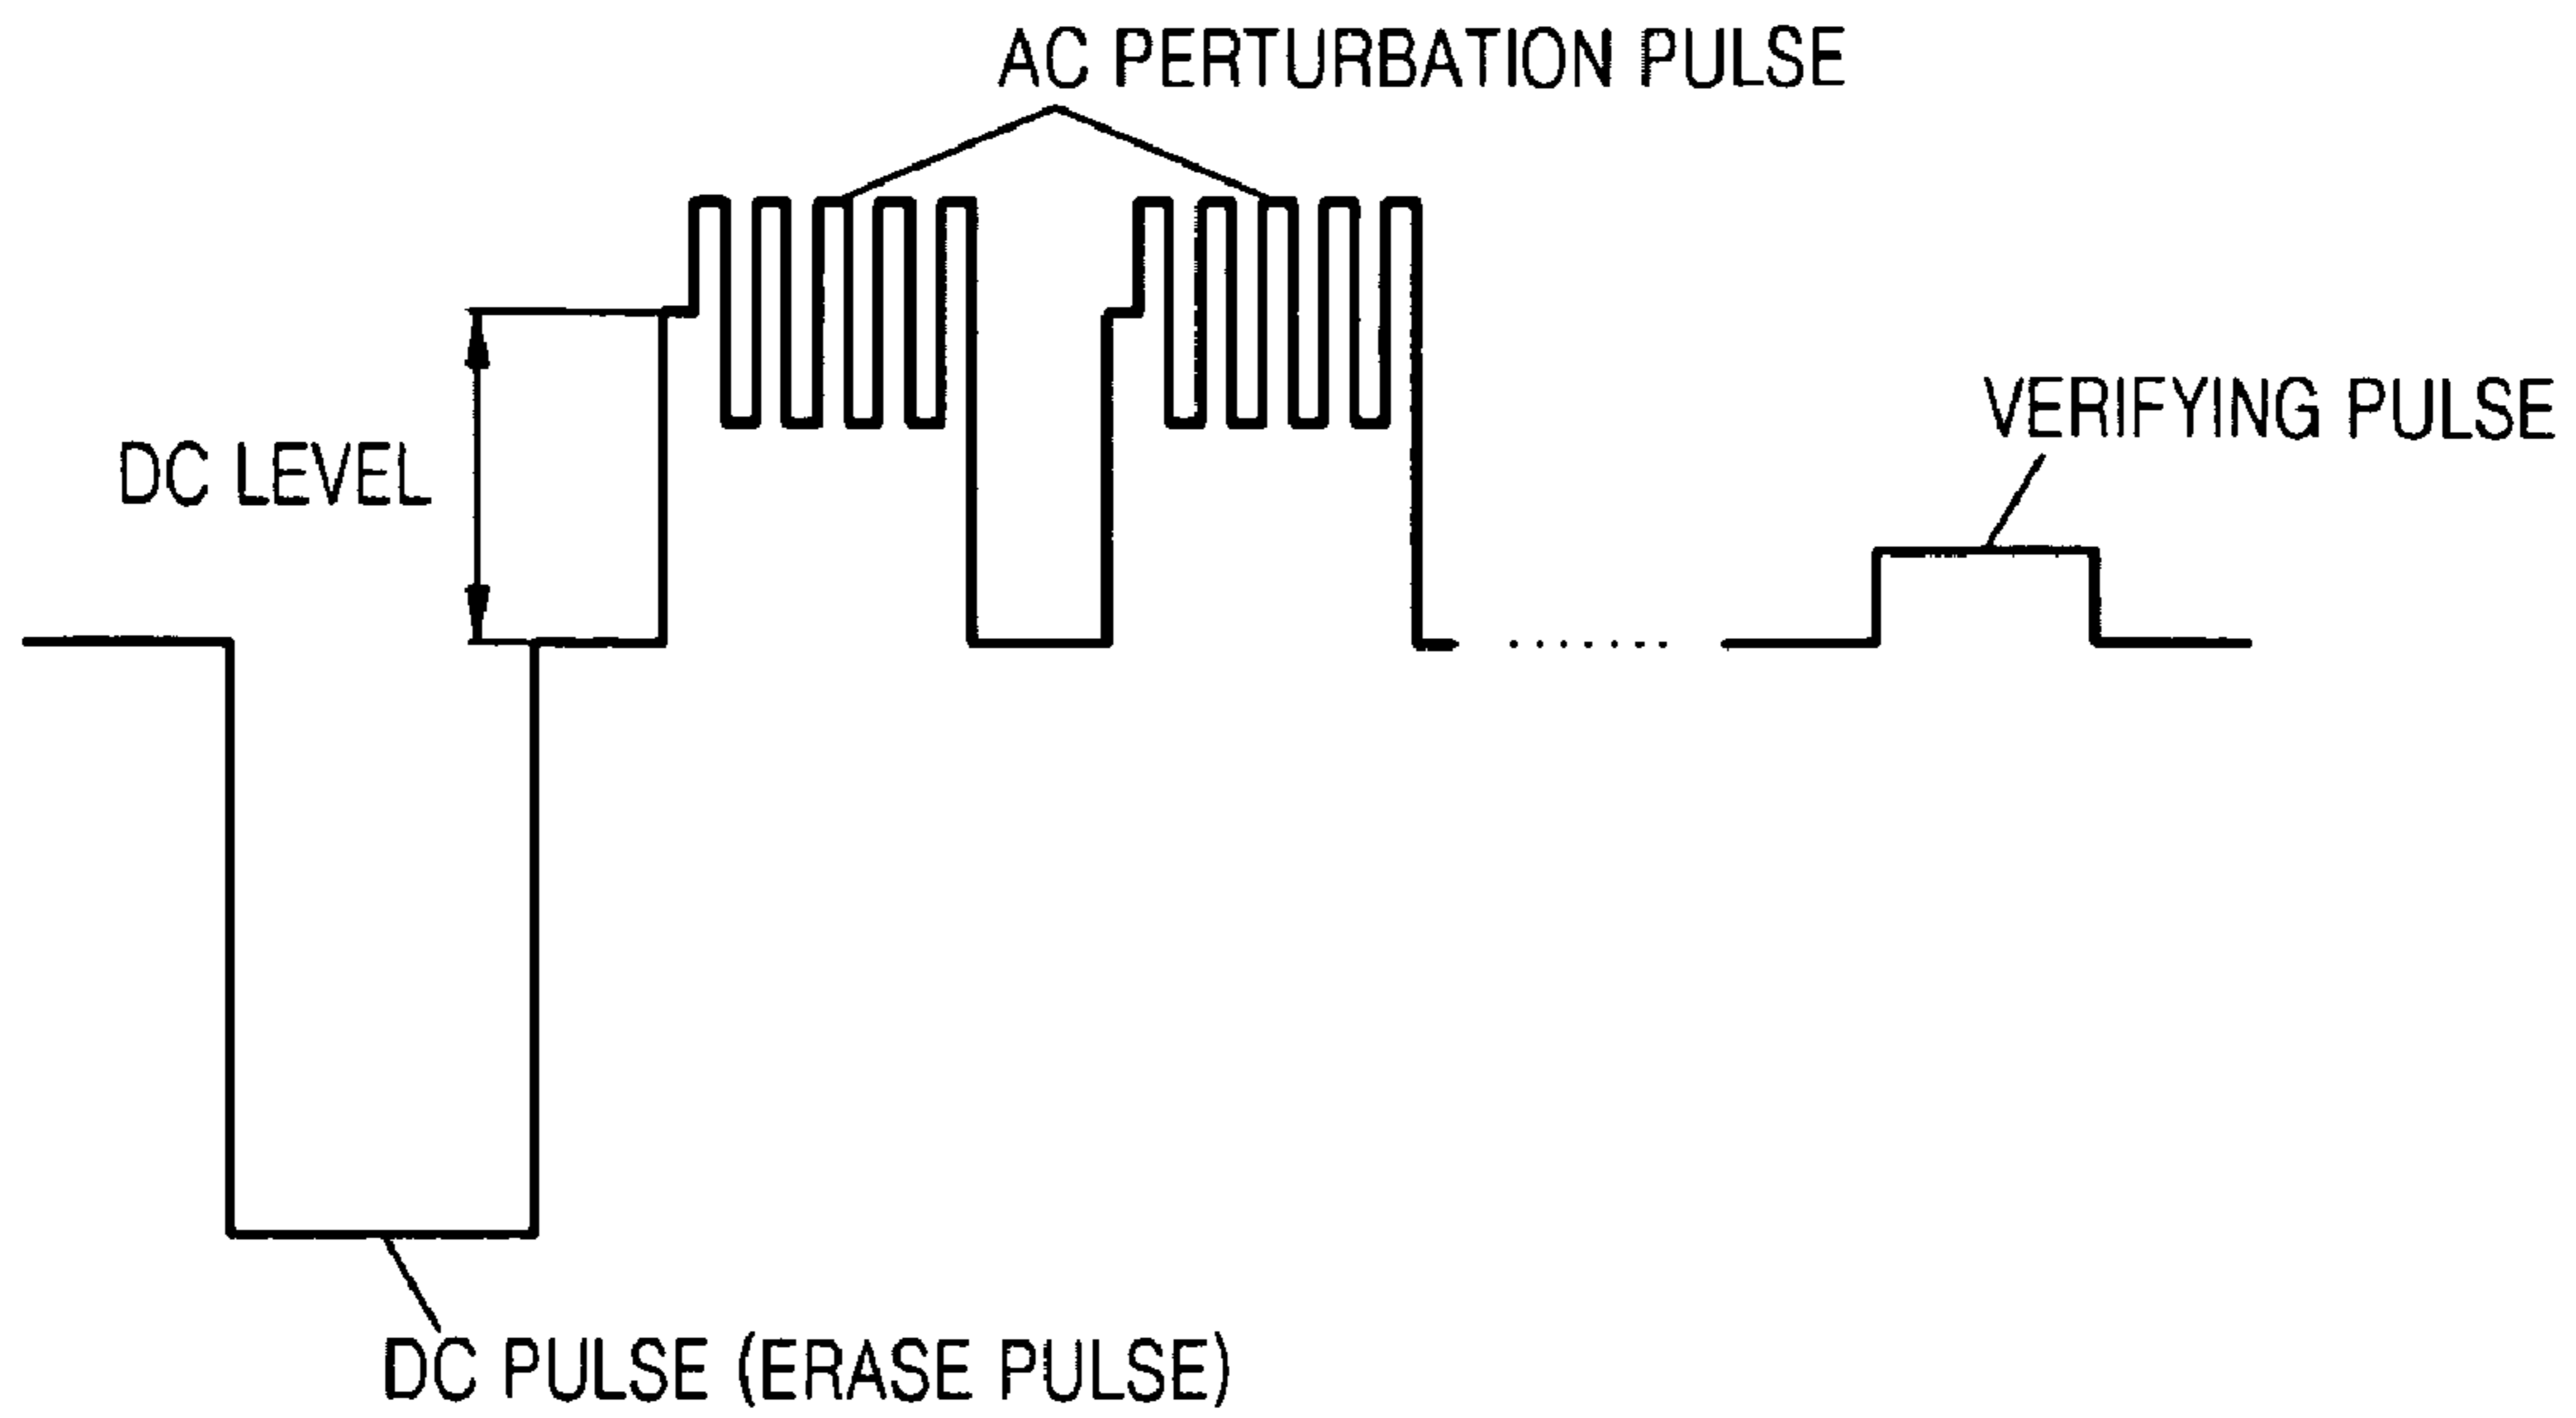 AC PERTURBATION PULSE
DC LEVEL
VERIFYING PULSE
DC PULSE (ERASE PULSE)